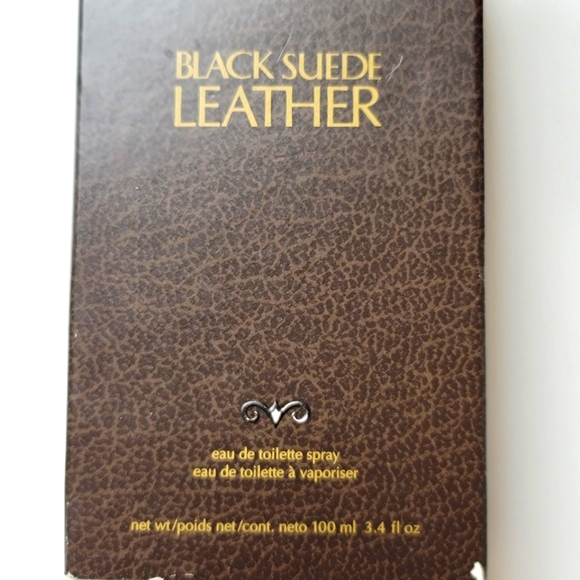 BLACK SUEDE
LEATHER
eau de toilette spray
eau de toilette à vaporiser
net wt/poids net/cont. neto 100 ml 3.4 fl oz